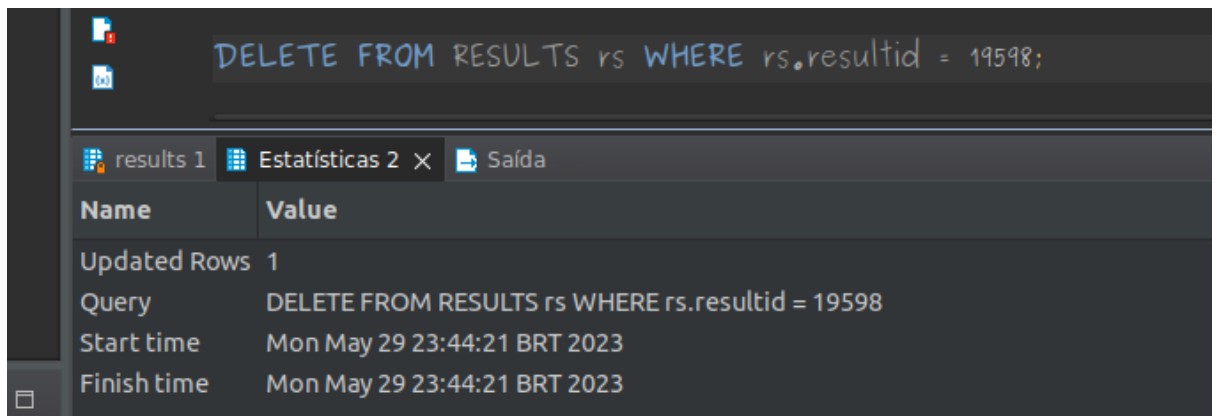 DELETE FROM RESULTS rs WHERE rs.resultid = 19598;
results 1 Estatísticas 2 Saída
Name Value
Updated Rows 1
Query DELETE FROM RESULTS rs WHERE rs.resultid = 19598
Start time Mon May 29 23:44:21 BRT 2023
Finish time Mon May 29 23:44:21 BRT 2023